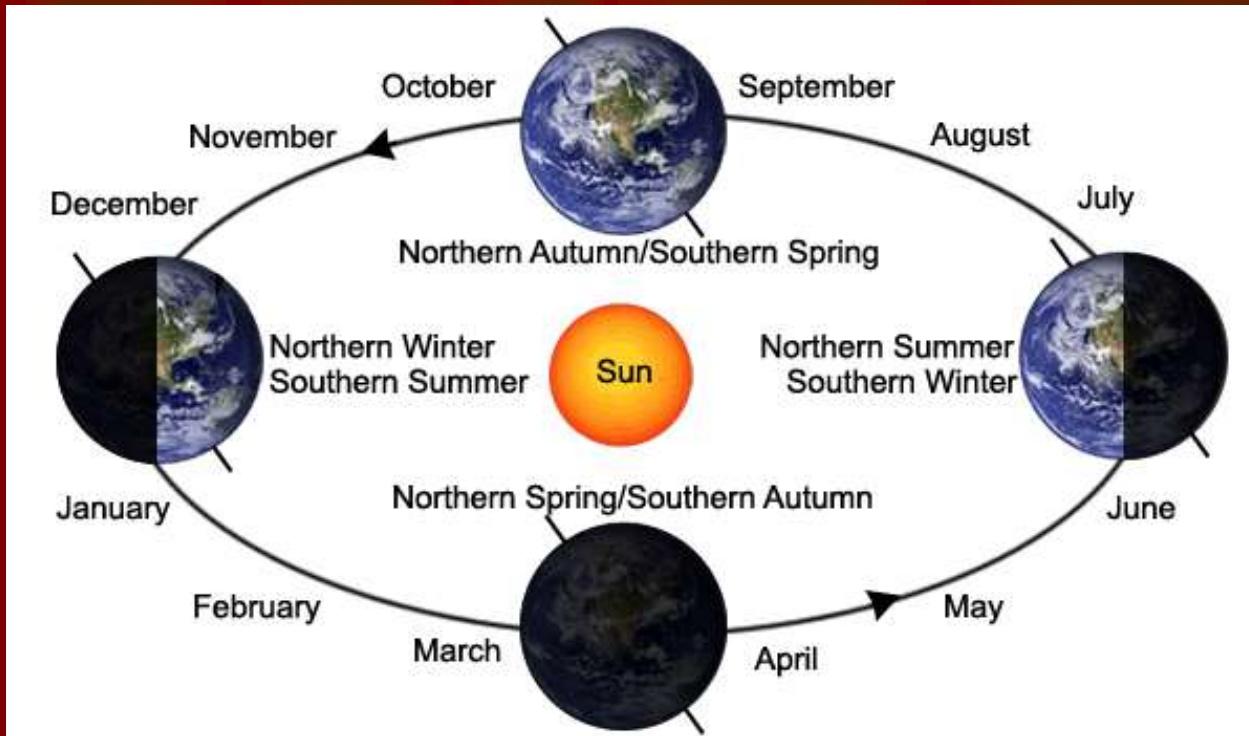 October
September
November
August
December
July
Northern Autumn/Southern Spring
Northern Winter
Southern Summer
Sun
Northern Summer
Southern Winter
Northern Spring/Southern Autumn
January
June
February
May
March
April